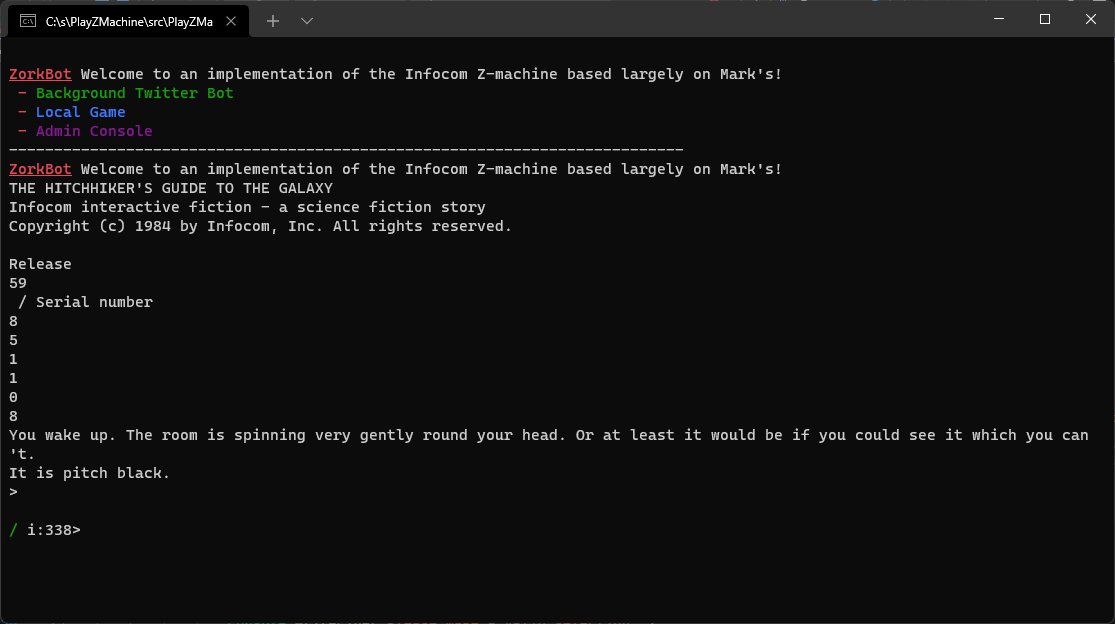 C:\s\PlayZMachine\src\PlayZMa
ZorkBot Welcome to an implementation of the Infocom Z-machine based largely on Mark's!
- Background Twitter Bot
- Local Game
- Admin Console
---------------------------------------------------------------------------
ZorkBot Welcome to an implementation of the Infocom Z-machine based largely on Mark's!
THE HITCHHIKER'S GUIDE TO THE GALAXY
Infocom interactive fiction - a science fiction story
Copyright (c) 1984 by Infocom, Inc. All rights reserved.
Release
59
/ Serial number
8
5
1
1
0
8
You wake up. The room is spinning very gently round your head. Or at least it would be if you could see it which you can
't.
It is pitch black.
>
/ i:338>